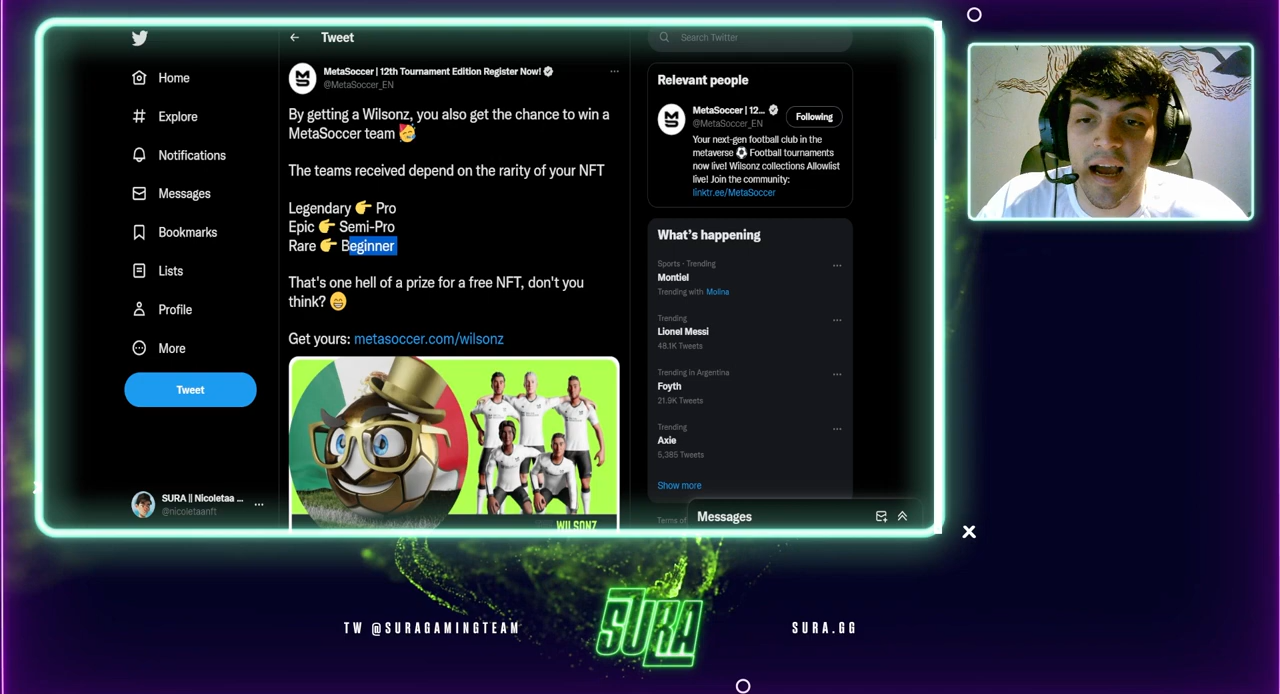 Home
Explore
Notifications
Messages
Bookmarks
Lists
Profile
More
Tweet
SURA || Nicoletaa ...
@nicoletaanft
Tweet
MetaSoccer | 12th Tournament Edition Register Now!
@MetaSoccer_EN
By getting a Wilsonz, you also get the chance to win a
MetaSoccer team 🥳
The teams received depend on the rarity of your NFT
Legendary 👉 Pro
Epic 👉 Semi-Pro
Rare 👉 Beginner
That's one hell of a prize for a free NFT, don't you
think? 😁
Get yours: metasoccer.com/wilsonz
WILSONZ
Search Twitter
Relevant people
MetaSoccer | 12...
@MetaSoccer_EN
Following
Your next-gen football club in the
metaverse ⚽ Football tournaments
now live! Wilsonz collections Allowlist
live! Join the community:
linktr.ee/MetaSoccer
What's happening
Sports · Trending
Montiel
Trending with Molina
Trending
Lionel Messi
48.1K Tweets
Trending in Argentina
Foyth
21.9K Tweets
Trending
Axie
5,385 Tweets
Show more
Terms of
Messages
TW @SURAGAMINGTEAM
SURA
SURA.GG